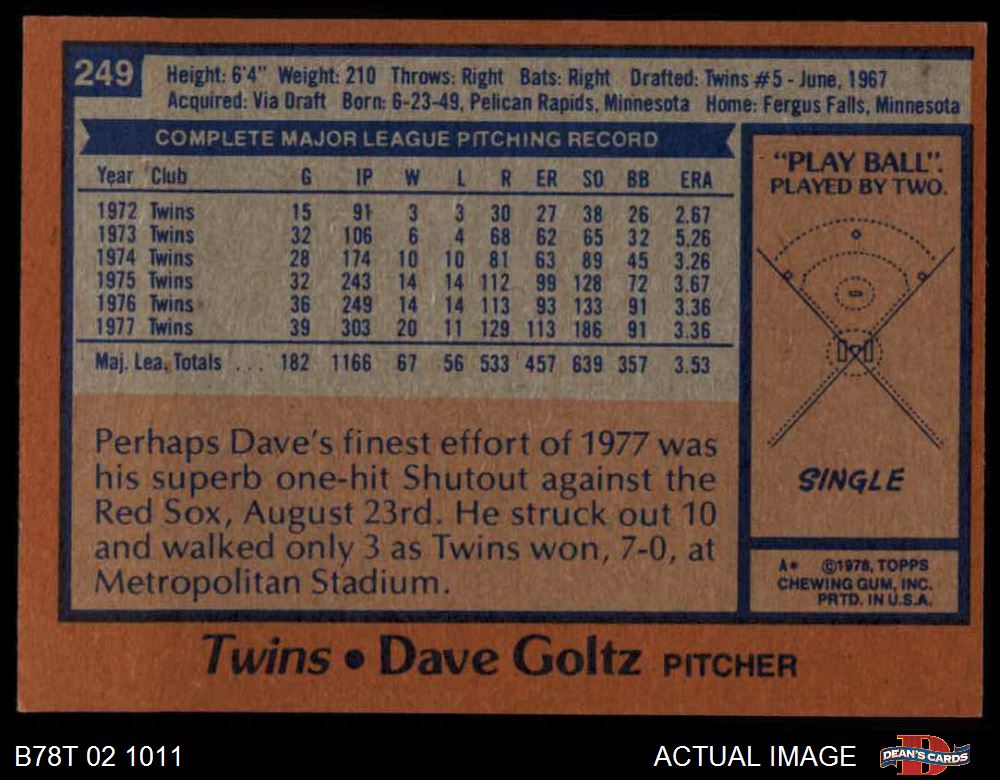 249
Height: 6'4" Weight: 210 Throws: Right Bats: Right Drafted: Twins #5 - June, 1967
Acquired: Via Draft Born: 6-23-49, Pelican Rapids, Minnesota Home: Fergus Falls, Minnesota
COMPLETE MAJOR LEAGUE PITCHING RECORD
Year Club G IP W L R ER SO BB ERA
1972 Twins 15 91 3 3 30 27 38 26 2.67
1973 Twins 32 106 6 4 68 62 65 32 5.26
1974 Twins 28 174 10 10 81 63 89 45 3.26
1975 Twins 32 243 14 14 112 99 128 72 3.67
1976 Twins 36 249 14 14 113 93 133 91 3.36
1977 Twins 39 303 20 11 129 113 186 91 3.36
Maj. Lea. Totals ... 182 1166 67 56 533 457 639 357 3.53
Perhaps Dave's finest effort of 1977 was
his superb one-hit Shutout against the
Red Sox, August 23rd. He struck out 10
and walked only 3 as Twins won, 7-0, at
Metropolitan Stadium.
"PLAY BALL".
PLAYED BY TWO.
SINGLE
A* ©1978, TOPPS
CHEWING GUM, INC.
PRTD. IN U.S.A.
Twins • Dave Goltz PITCHER
B78T 02 1011
ACTUAL IMAGE
DEAN'S CARDS